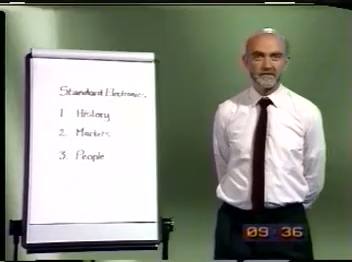 Standard Electronics
1. History
2. Markets
3. People
09 36